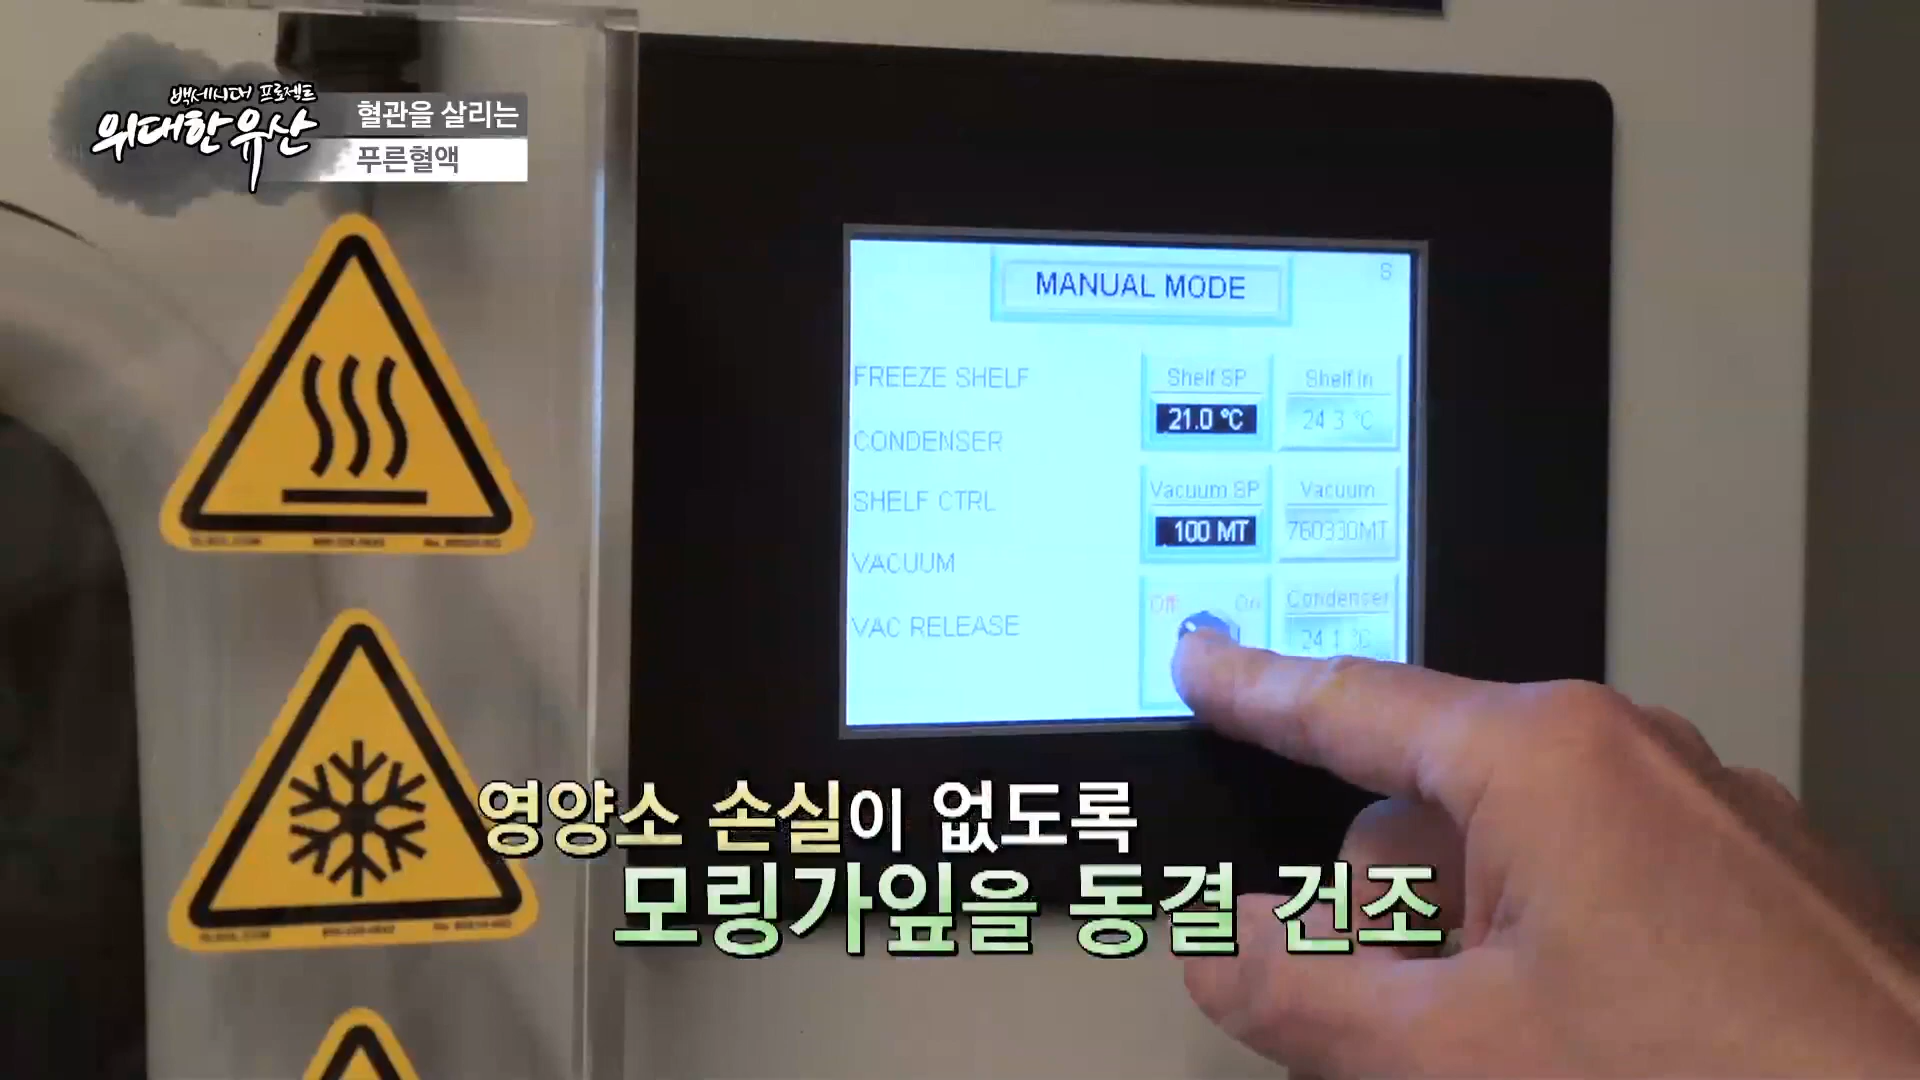 백세시대 프로젝트
위대한 유산
혈관을 살리는
푸른혈액
MANUAL MODE
S
FREEZE SHELF
CONDENSER
SHELF CTRL
VACUUM
VAC RELEASE
Shelf SP
21.0 °C
Shelf In
24.3 °C
Vacuum SP
100 MT
Vacuum
760330MT
Off On
Condenser
24.1 °C
영양소 손실이 없도록
모링가잎을 동결 건조